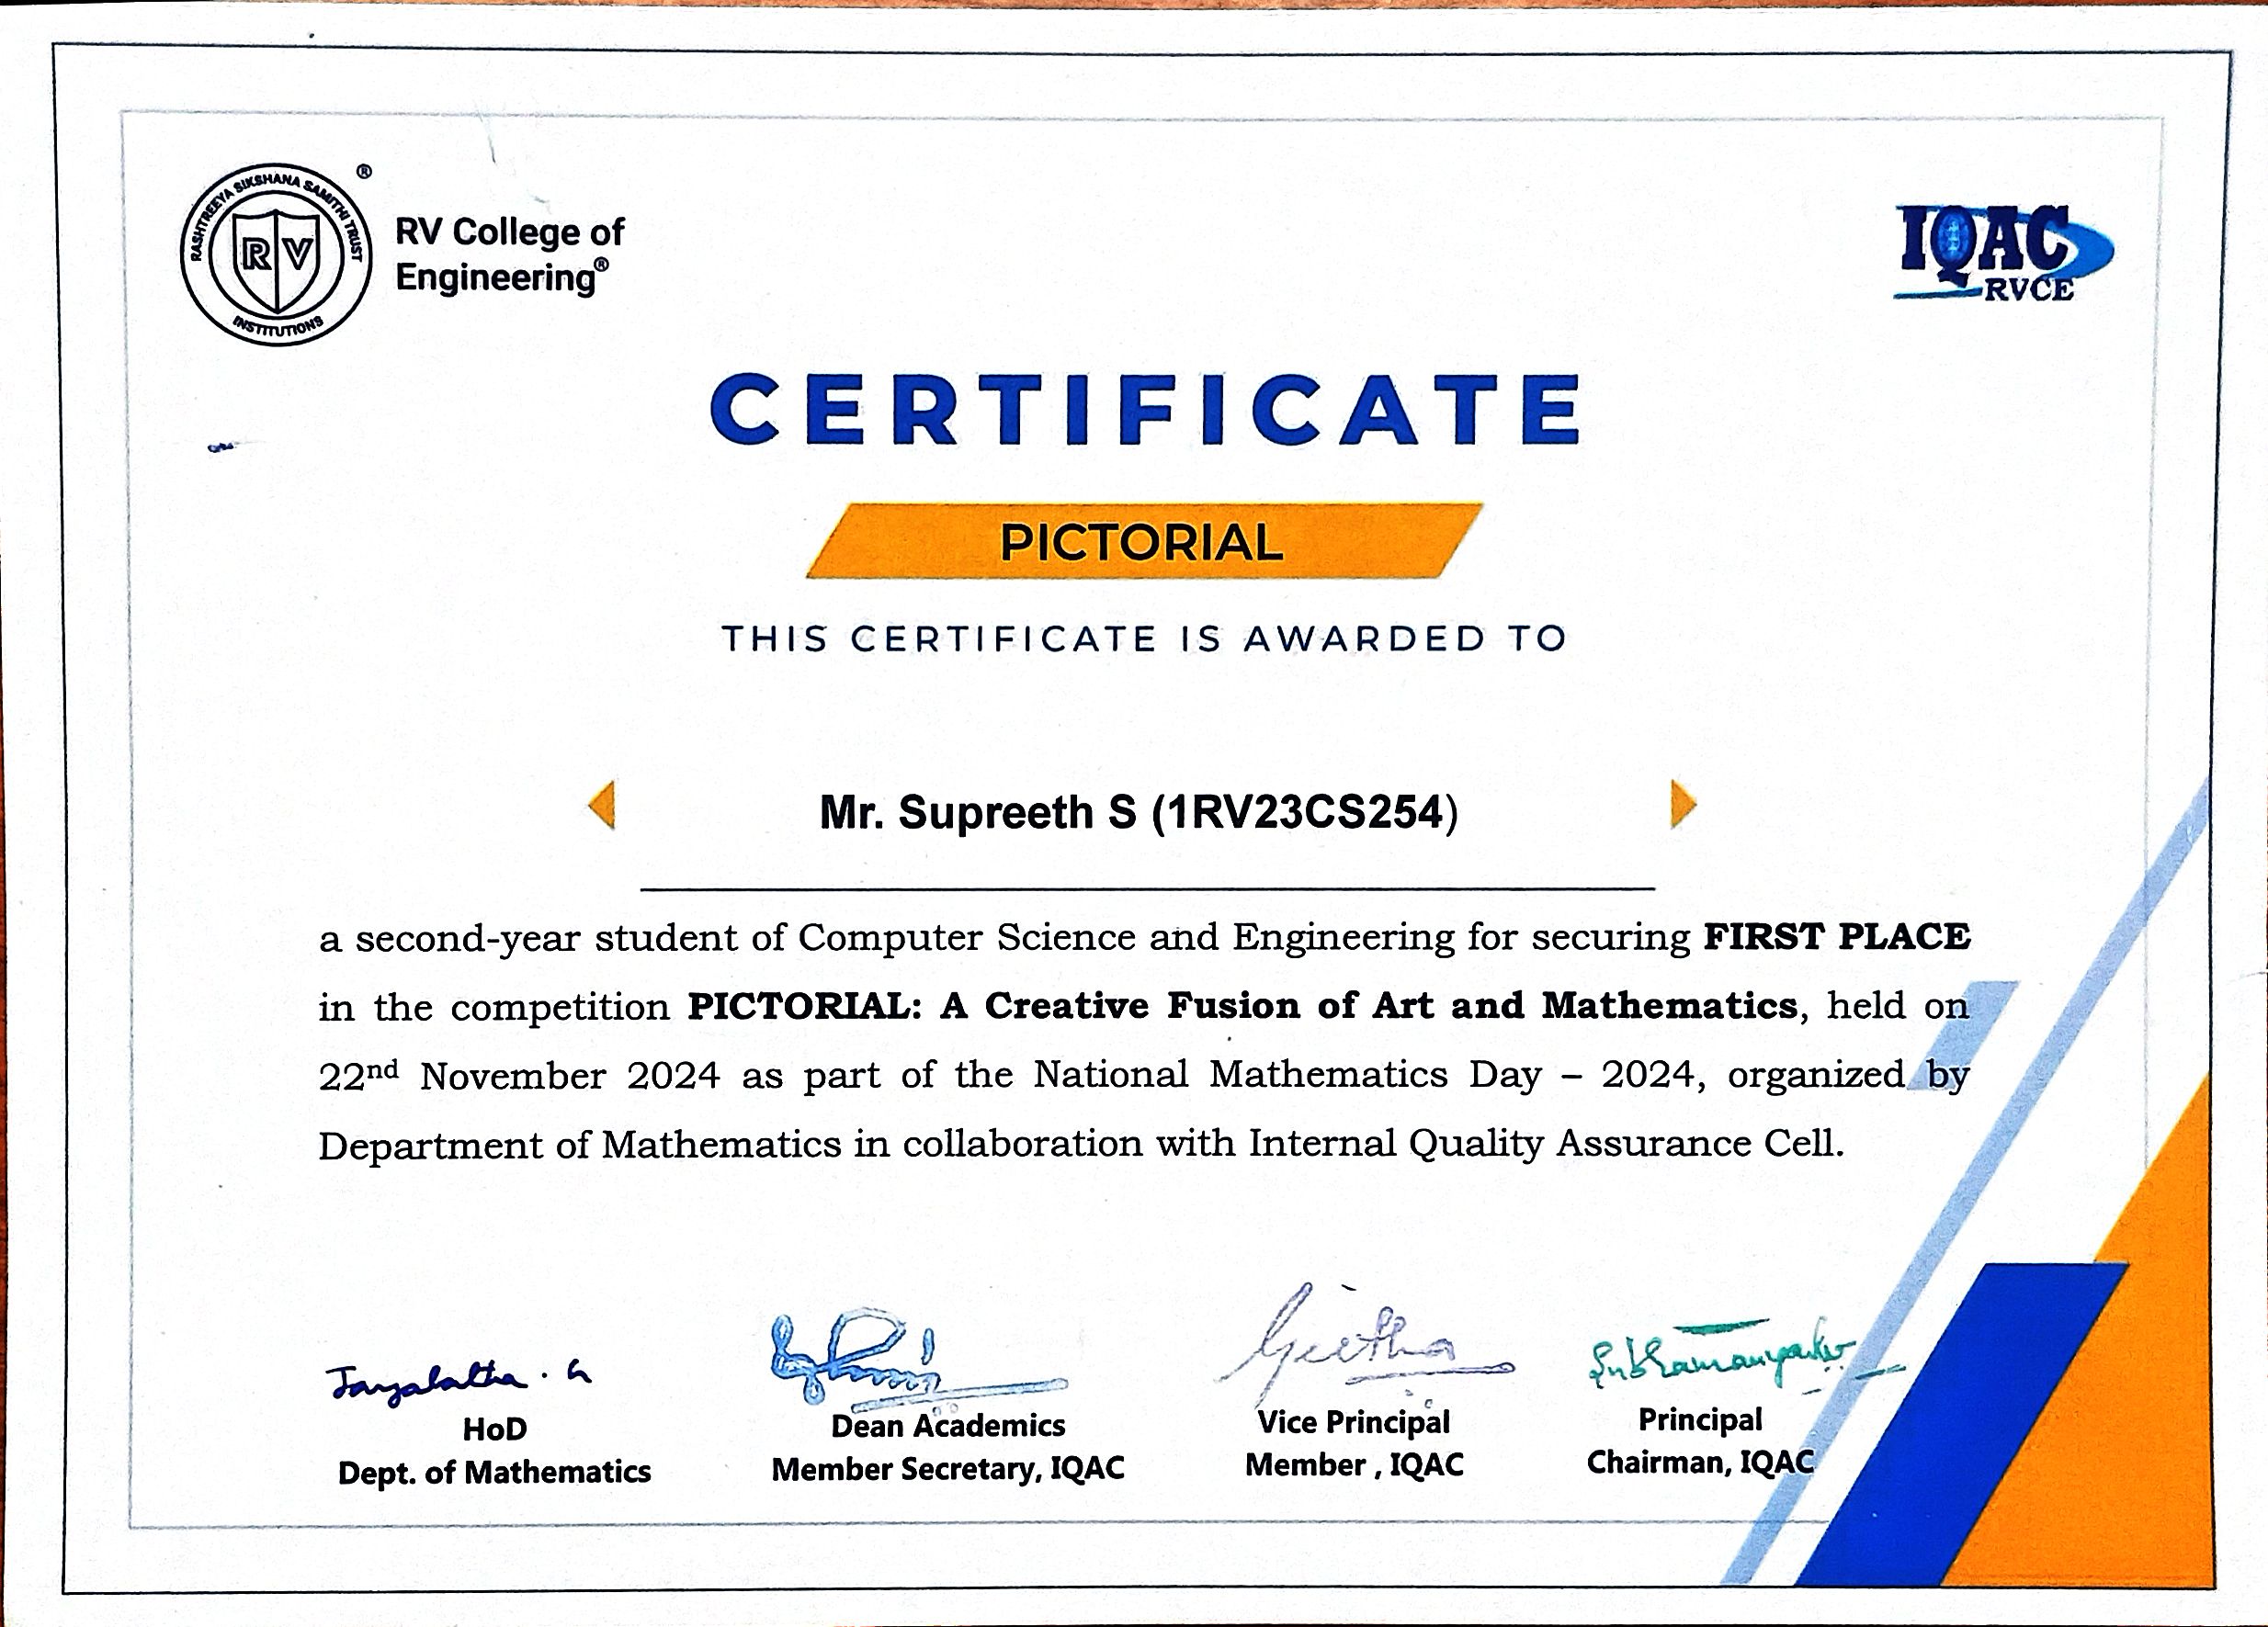 RASHTREEYA SIKSHANA SAMITHI TRUST
INSTITUTIONS
RV
®
RV College of
Engineering®
IQAC
RVCE
CERTIFICATE
PICTORIAL
THIS CERTIFICATE IS AWARDED TO
Mr. Supreeth S (1RV23CS254)
a second-year student of Computer Science and Engineering for securing FIRST PLACE
in the competition PICTORIAL: A Creative Fusion of Art and Mathematics, held on
22nd November 2024 as part of the National Mathematics Day – 2024, organized by
Department of Mathematics in collaboration with Internal Quality Assurance Cell.
Jayalatha . G
Geetha
HoD
Dept. of Mathematics
Dean Academics
Member Secretary, IQAC
Vice Principal
Member , IQAC
Principal
Chairman, IQAC